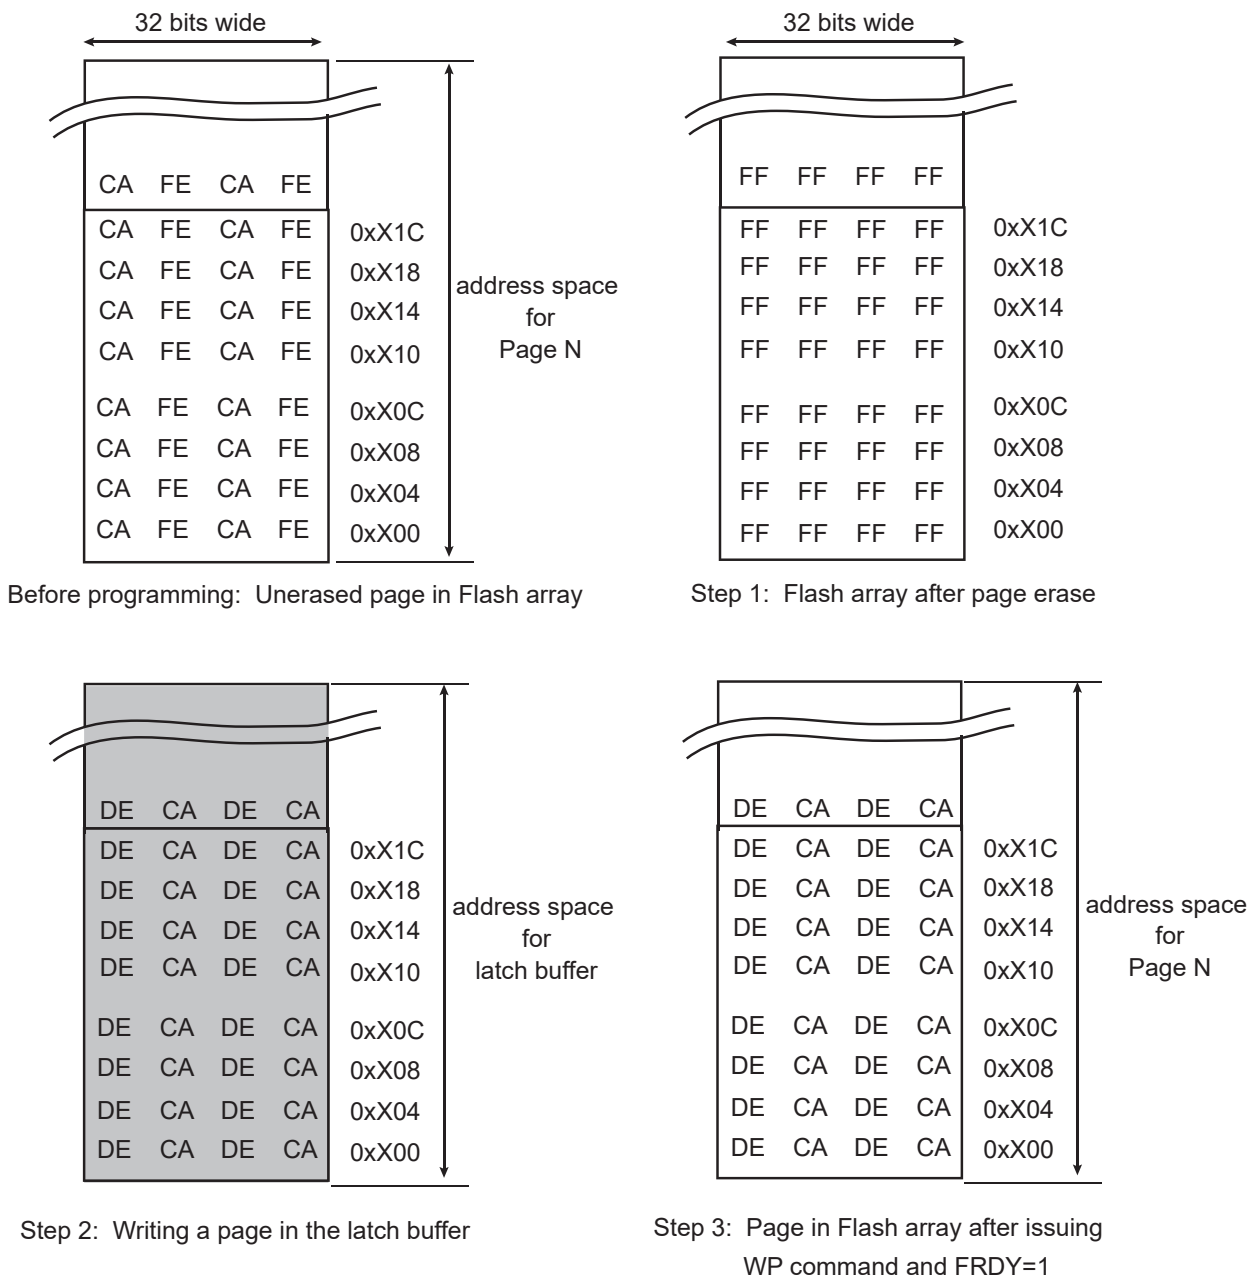 32 bits wide
CA FE CA FE
CA FE CA FE 0xX1C
CA FE CA FE 0xX18
CA FE CA FE 0xX14
CA FE CA FE 0xX10
CA FE CA FE 0xX0C
CA FE CA FE 0xX08
CA FE CA FE 0xX04
CA FE CA FE 0xX00
address space
for
Page N
Before programming: Unerased page in Flash array
32 bits wide
FF FF FF FF
FF FF FF FF 0xX1C
FF FF FF FF 0xX18
FF FF FF FF 0xX14
FF FF FF FF 0xX10
FF FF FF FF 0xX0C
FF FF FF FF 0xX08
FF FF FF FF 0xX04
FF FF FF FF 0xX00
Step 1: Flash array after page erase
DE CA DE CA
DE CA DE CA 0xX1C
DE CA DE CA 0xX18
DE CA DE CA 0xX14
DE CA DE CA 0xX10
DE CA DE CA 0xX0C
DE CA DE CA 0xX08
DE CA DE CA 0xX04
DE CA DE CA 0xX00
address space
for
latch buffer
Step 2: Writing a page in the latch buffer
DE CA DE CA
DE CA DE CA 0xX1C
DE CA DE CA 0xX18
DE CA DE CA 0xX14
DE CA DE CA 0xX10
DE CA DE CA 0xX0C
DE CA DE CA 0xX08
DE CA DE CA 0xX04
DE CA DE CA 0xX00
address space
for
Page N
Step 3: Page in Flash array after issuing
WP command and FRDY=1